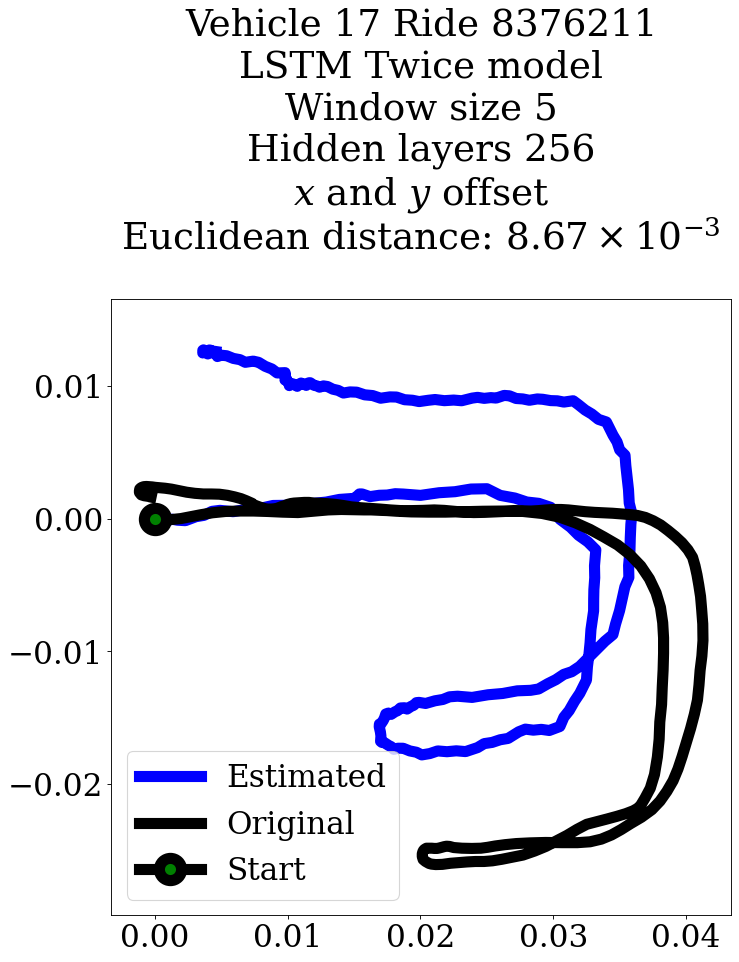 Vehicle 17 Ride 8376211
LSTM Twice model
Window size 5
Hidden layers 256
x and y offset
Euclidean distance: 8.67 × 10⁻³
0.01
0.00
−0.01
−0.02
Estimated
Original
Start
0.00 0.01 0.02 0.03 0.04